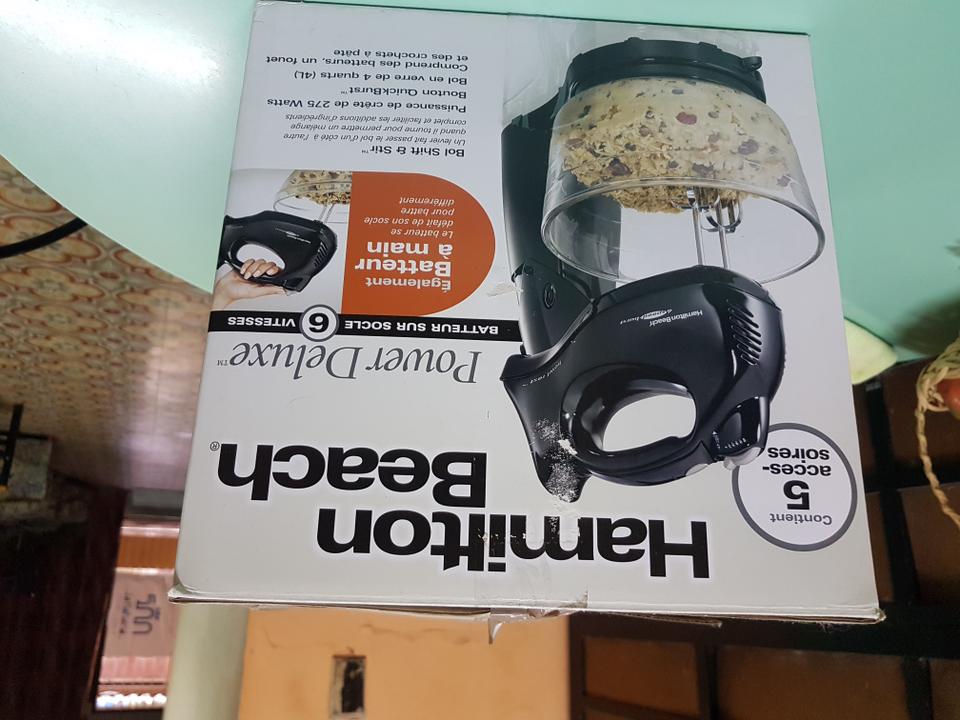 Hamilton
Beach®
Contient
5
acces-
soires
Power Deluxe™
BATTEUR SUR SOCLE 6 VITESSES
HamiltonBeach
Également
Batteur
à main
Le batteur se
défait de son socle
pour battre
différemment
Bol Shift & Stir™
Un levier fait passer le bol d'un côté à l'autre
quand il tourne pour permettre un mélange
complet et faciliter les additions d'ingrédients
Puissance de crête de 275 Watts
Bouton QuickBurst™
Bol en verre de 4 quarts (4L)
Comprend des batteurs, un fouet
et des crochets à pâte